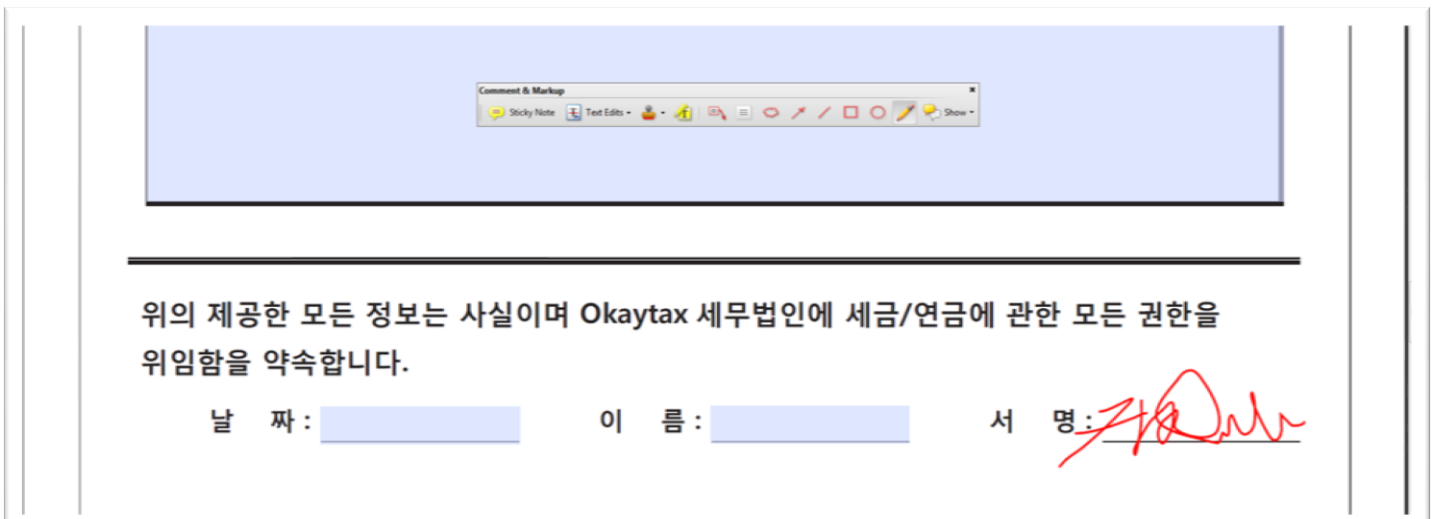 Comment & Markup
Sticky Note Text Edits Show
위의 제공한 모든 정보는 사실이며 Okaytax 세무법인에 세금/연금에 관한 모든 권한을
위임함을 약속합니다.
날 짜 : 이 름 : 서 명 :